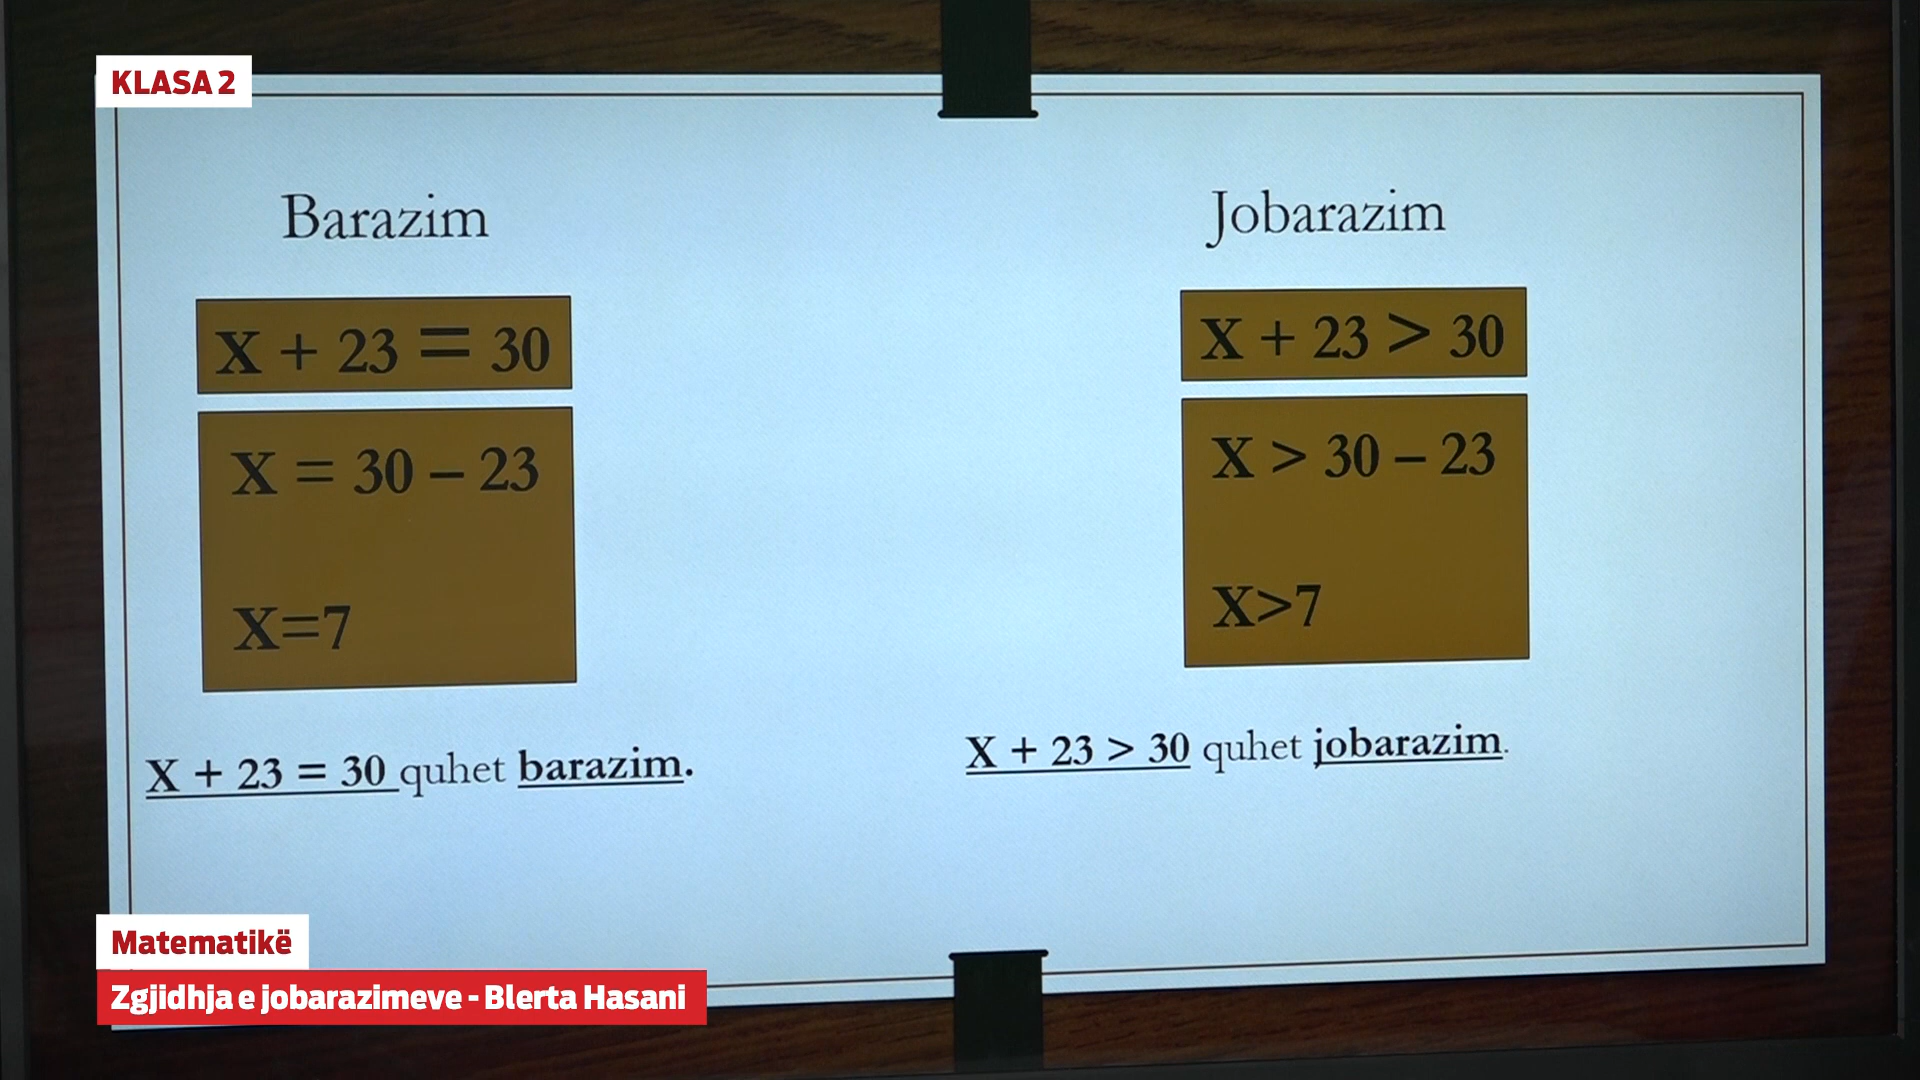 KLASA 2
Barazim
X + 23 = 30
X = 30 – 23
X=7
X + 23 = 30 quhet barazim.
Jobarazim
X + 23 > 30
X > 30 – 23
X>7
X + 23 > 30 quhet jobarazim.
Matematikë
Zgjidhja e jobarazimeve - Blerta Hasani